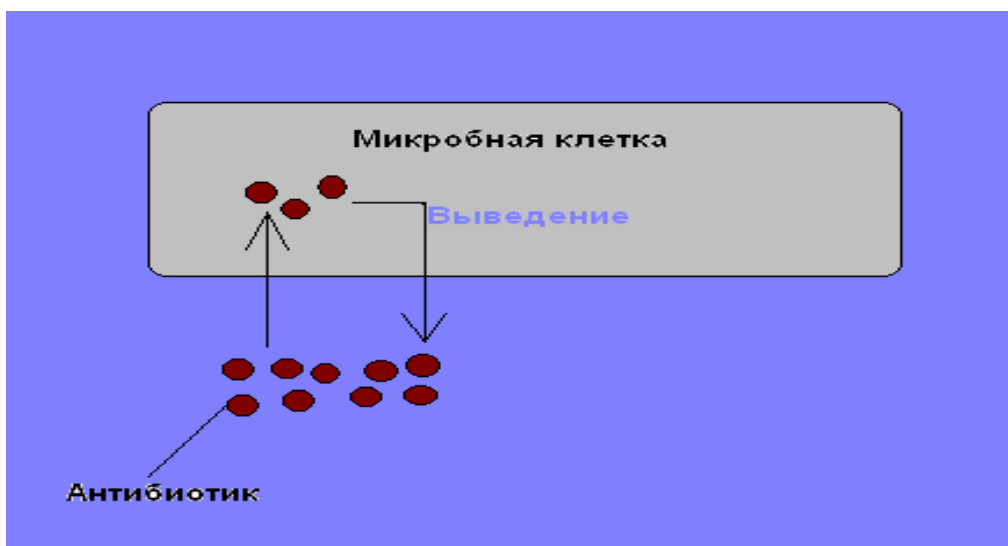 Микробная клетка
Выведение
Антибиотик